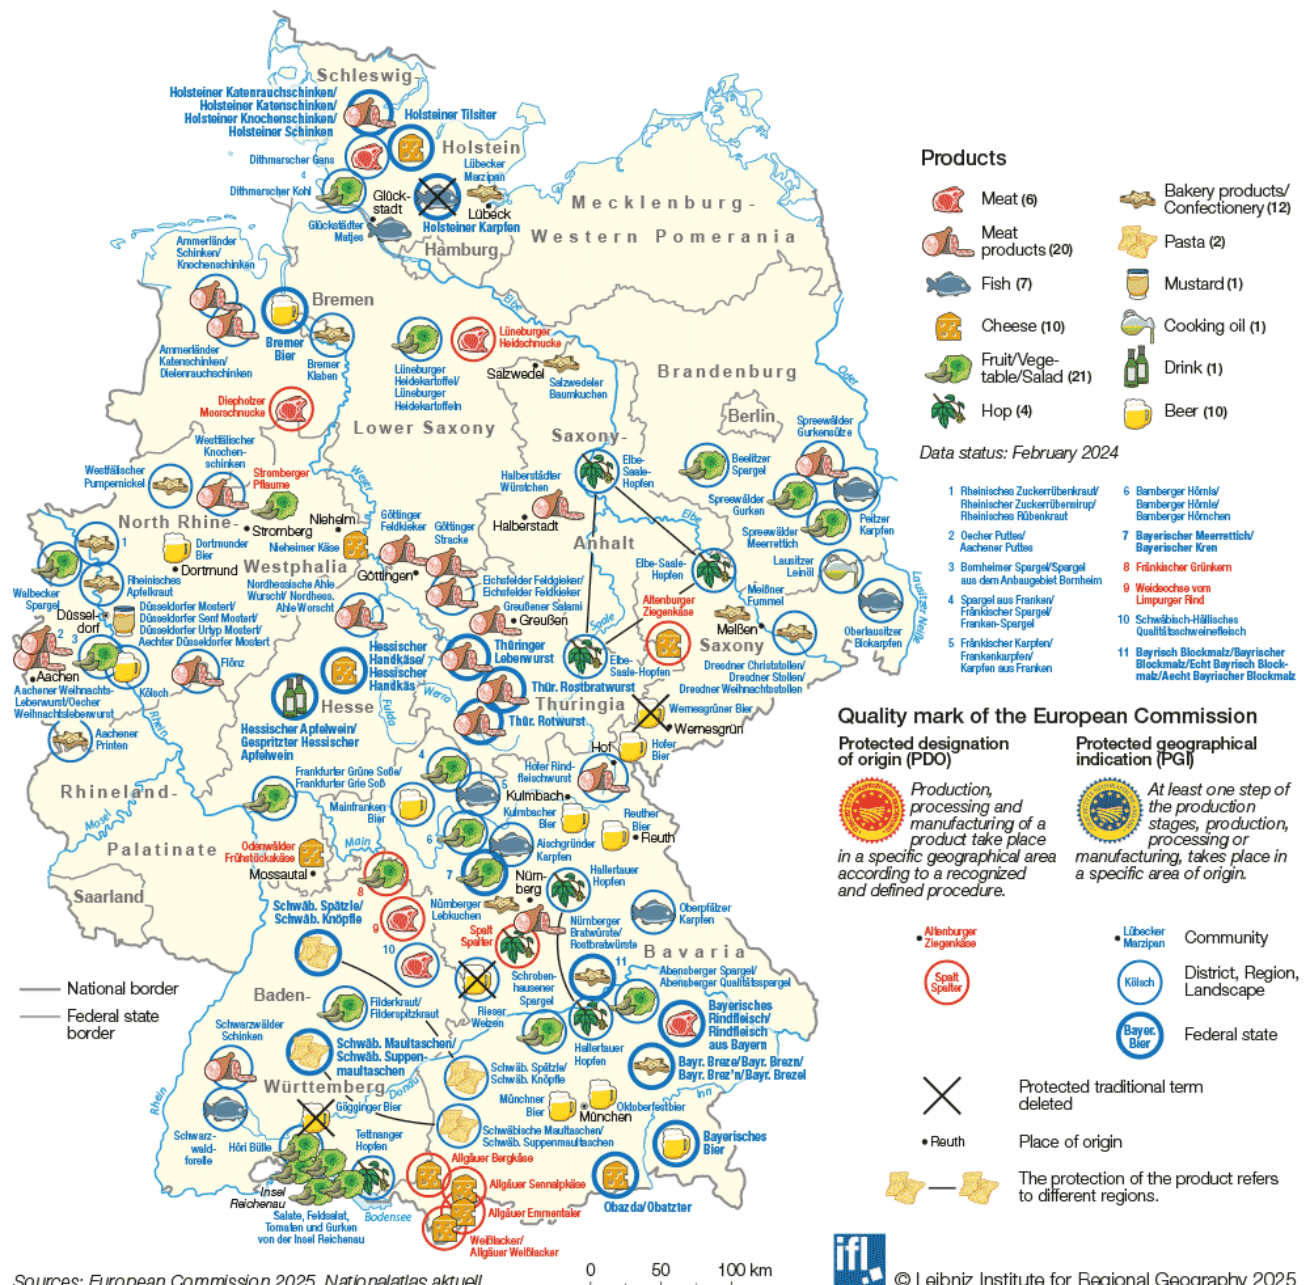 Schleswig-
Holsteiner Katenrauchschinken/
Holsteiner Katenschinken/
Holsteiner Knochenschinken/
Holsteiner Schinken
Holsteiner Tilsiter
Holstein
Dithmarscher Gans
Lübecker
Marzipan
Dithmarscher Kohl
Glück-
stadt
Lübeck
Glückstädter
Matjes
Holsteiner Karpfen
Hamburg
Mecklenburg-
Western Pomerania
Ammerländer
Schinken/
Knochenschinken
Bremen
Elbe
Bremer
Bier
Bremer
Klaben
Ammerländer
Katenschinken/
Dielenrauchschinken
Lüneburger
Heidschnucke
Lüneburger
Heidekartoffel/
Lüneburger
Heidekartoffeln
Salzwedel
Salzwedeler
Baumkuchen
Brandenburg
Oder
Diepholzer
Moorschnucke
Lower Saxony
Berlin
Saxony-
Spreewälder
Gurkensülze
Westfälischer
Knochen-
schinken
Westfälischer
Pumpernickel
Stromberger
Pflaume
Weser
Halberstädter
Würstchen
Elbe-
Saale-
Hopfen
Beelitzer
Spargel
Spreewälder
Gurken
Peitzer
Karpfen
North Rhine-
Stromberg
Nieheim
Göttinger
Feldkieker
Göttinger
Stracke
Halberstadt
Elbe
Spreewälder
Meerrettich
1
Dortmunder
Bier
Nieheimer Käse
Anhalt
Dortmund
Westphalia
Göttingen
Elbe-Saale-
Hopfen
Lausitzer
Leinöl
Walbecker
Spargel
Rheinisches
Apfelkraut
Nordhessische Ahle
Wurscht/ Nordhess.
Ahle Worscht
Eichsfelder Feldgieker/
Eichsfelder Feldkieker
Altenburger
Ziegenkäse
Meißner
Fummel
Lausitzer Neiße
Düssel-
dorf
Düsseldorfer Mostert/
Düsseldorfer Senf Mostert/
Düsseldorfer Urtyp Mostert/
Aechter Düsseldorfer Mostert
Greußener Salami
Greußen
Saale
Meißen
Oberlausitzer
Biokarpfen
2
3
Hessischer
Handkäse/
Hessischer
Handkäs
Thüringer
Leberwurst
Elbe-
Saale-Hopfen
Saxony
Aachen
Flönz
Kölsch
Dresdner Christstollen/
Dresdner Stollen/
Dresdner Weihnachtsstollen
Aachener Weihnachts-
Leberwurst/Oecher
Weihnachtsleberwurst
Rhein
Hesse
Werra
Fulda
Thür. Rostbratwurst
Thuringia
Thür. Rotwurst
Wernesgrüner Bier
Wernesgrün
Aachener
Printen
Hessischer Apfelwein/
Gespritzer Hessischer
Apfelwein
Hof
Hofer
Bier
4
Hofer Rind-
fleischwurst
Frankfurter Grüne Soße/
Frankfurter Grie Soß
5
Kulmbach
Rhineland-
Mainfranken
Bier
Kulmbacher
Bier
Reuther
Bier
Reuth
Mosel
6
Main
Palatinate
Odenwälder
Frühstückskäse
Aischgründer
Karpfen
Mossautal
8
7
Nürn-
berg
Hallertauer
Hopfen
Saarland
Schwäb. Spätzle/
Schwäb. Knöpfle
Nürnberger
Lebkuchen
Oberpfälzer
Karpfen
9
Spalt
Spalter
Nürnberger
Bratwürste/
Rostbratwürste
10
Bavaria
11
Abensberger Spargel/
Abensberger Qualitätsspargel
Schroben-
hausener
Spargel
Baden-
Filderkraut/
Filderspitzkraut
Rieser
Weizen
Bayerisches
Rindfleisch/
Rindfleisch
aus Bayern
Schwarzwälder
Schinken
Schwäb. Maultaschen/
Schwäb. Suppen-
maultaschen
Hallertauer
Hopfen
Schwäb. Spätzle/
Schwäb. Knöpfle
Bayr. Breze/Bayr. Brezn/
Bayr. Brez'n/Bayr. Brezel
Württemberg
Donau
Inn
Rhein
Gögginger Bier
Münchner
Bier
Oktoberfestbier
München
Schwarz-
wald-
forelle
Höri Bülle
Tettnanger
Hopfen
Schwäbische Maultaschen/
Schwäb. Suppenmaultaschen
Bayerisches
Bier
Allgäuer Bergkäse
Allgäuer Sennalpkäse
Insel
Reichenau
Obazda/Obatzter
Allgäuer Emmentaler
Salate, Feldsalat,
Tomaten und Gurken
von der Insel Reichenau
Bodensee
Weißlacker/
Allgäuer Weißlacker
National border
Federal state
border
0 50 100 km
Sources: European Commission 2025, Nationalatlas aktuell
Products
Meat (6)
Meat
products (20)
Fish (7)
Cheese (10)
Fruit/Vege-
table/Salad (21)
Hop (4)
Bakery products/
Confectionery (12)
Pasta (2)
Mustard (1)
Cooking oil (1)
Drink (1)
Beer (10)
Data status: February 2024
1 Rheinisches Zuckerrübenkraut/
Rheinischer Zuckerrübensirup/
Rheinisches Rübenkraut
2 Oecher Puttes/
Aachener Puttes
3 Bornheimer Spargel/Spargel
aus dem Anbaugebiet Bornheim
4 Spargel aus Franken/
Fränkischer Spargel/
Franken-Spargel
5 Fränkischer Karpfen/
Frankenkarpfen/
Karpfen aus Franken
6 Bamberger Hörnla/
Bamberger Hörnle/
Bamberger Hörnchen
7 Bayerischer Meerrettich/
Bayerischer Kren
8 Fränkischer Grünkern
9 Weideochse vom
Limpurger Rind
10 Schwäbisch-Hällisches
Qualitätsschweinefleisch
11 Bayrisch Blockmalz/Bayrischer
Blockmalz/Echt Bayrisch Block-
malz/Aecht Bayrischer Blockmalz
Quality mark of the European Commission
Protected designation
of origin (PDO)
Production,
processing and
manufacturing of a
product take place
in a specific geographical area
according to a recognized
and defined procedure.
Protected geographical
indication (PGI)
At least one step of
the production
stages, production,
processing or
manufacturing, takes place in
a specific area of origin.
Altenburger
Ziegenkäse
Lübecker
Marzipan
Community
Spalt
Spalter
Kölsch
District, Region,
Landscape
Bayer.
Bier
Federal state
Protected traditional term
deleted
Reuth
Place of origin
The protection of the product refers
to different regions.
ifl
© Leibniz Institute for Regional Geography 2025